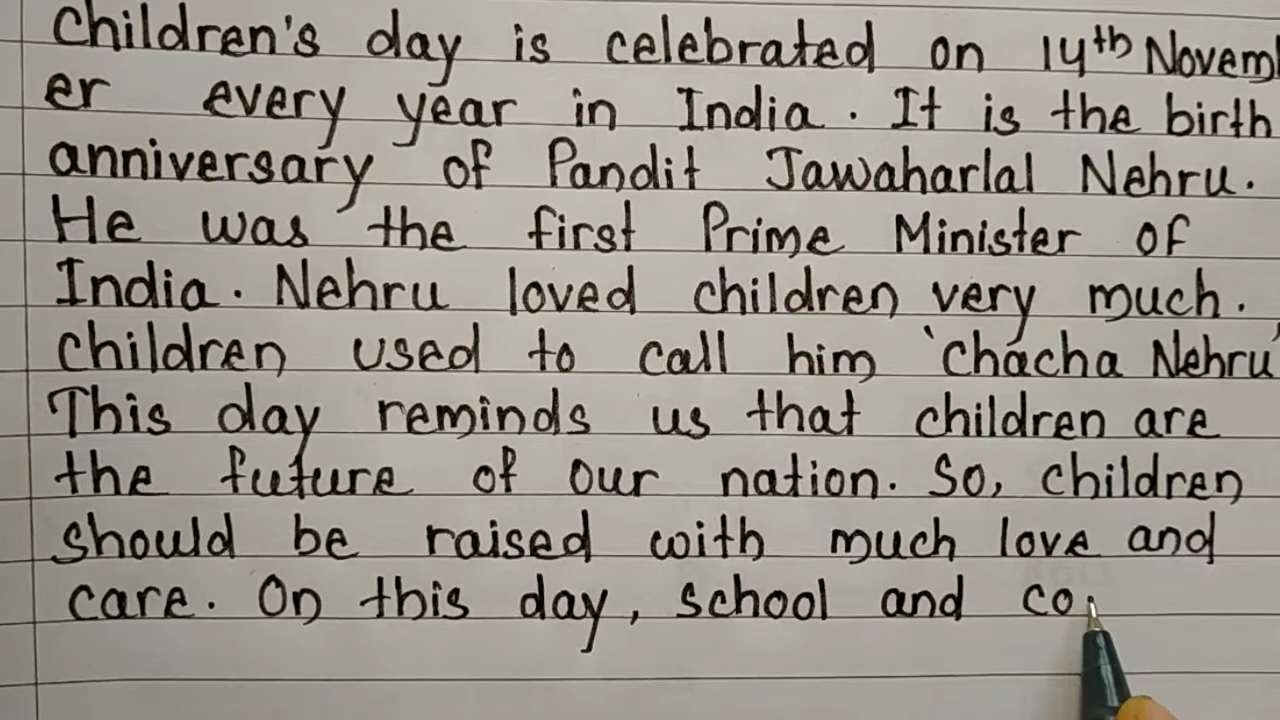 Children's day is celebrated on 14th Novem
er every year in India. It is the birth
anniversary of Pandit Jawaharlal Nehru.
He was the first Prime Minister of
India. Nehru loved children very much.
Children used to call him 'Chacha Nehru'
This day reminds us that children are
the future of our nation. So, children
should be raised with much love and
care. On this day, school and co